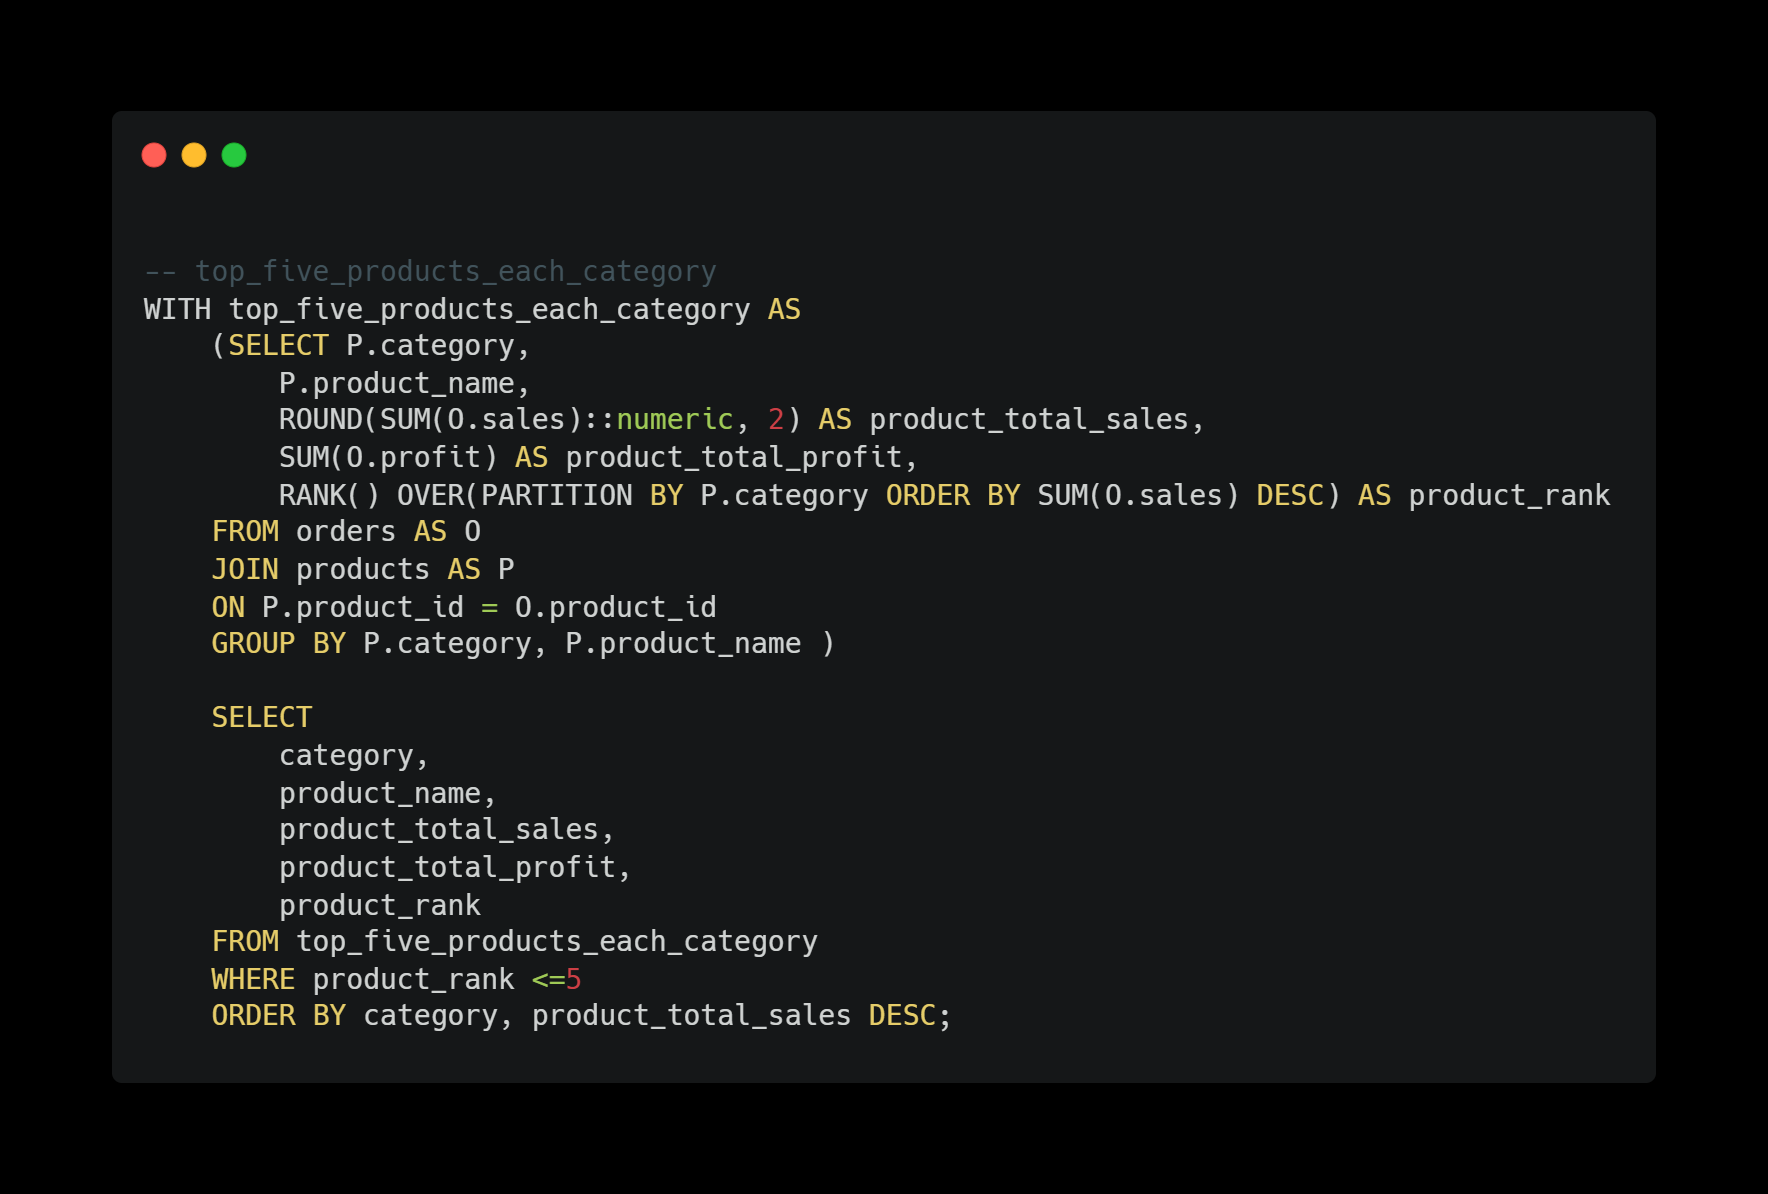 -- top_five_products_each_category
WITH top_five_products_each_category AS
    (SELECT P.category,
        P.product_name,
        ROUND(SUM(O.sales)::numeric, 2) AS product_total_sales,
        SUM(O.profit) AS product_total_profit,
        RANK() OVER(PARTITION BY P.category ORDER BY SUM(O.sales) DESC) AS product_rank
    FROM orders AS O
    JOIN products AS P
    ON P.product_id = O.product_id
    GROUP BY P.category, P.product_name )
    SELECT
        category,
        product_name,
        product_total_sales,
        product_total_profit,
        product_rank
    FROM top_five_products_each_category
    WHERE product_rank <=5
    ORDER BY category, product_total_sales DESC;